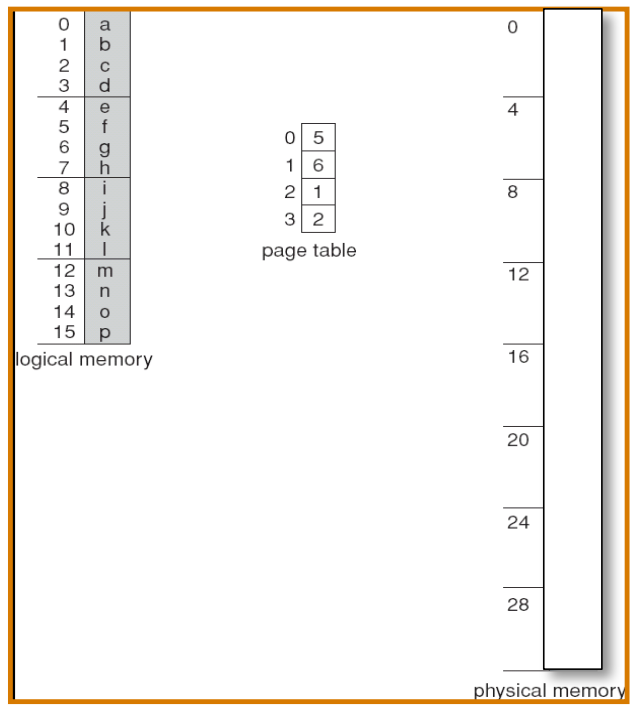 0 a
1 b
2 c
3 d
4 e
5 f
6 g
7 h
8 i
9 j
10 k
11 l
12 m
13 n
14 o
15 p
logical memory
0 5
1 6
2 1
3 2
page table
0
4
8
12
16
20
24
28
physical memory